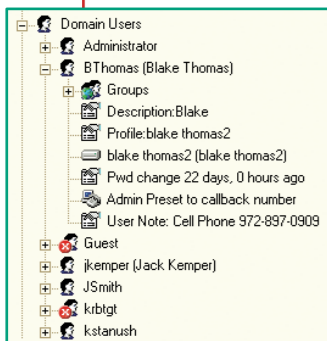 Domain Users
Administrator
BThomas (Blake Thomas)
Groups
Description:Blake
Profile:blake thomas2
blake thomas2 (blake thomas2)
Pwd change 22 days, 0 hours ago
Admin Preset to callback number
User Note: Cell Phone 972-897-0909
Guest
jkemper (Jack Kemper)
JSmith
krbtgt
kstanush